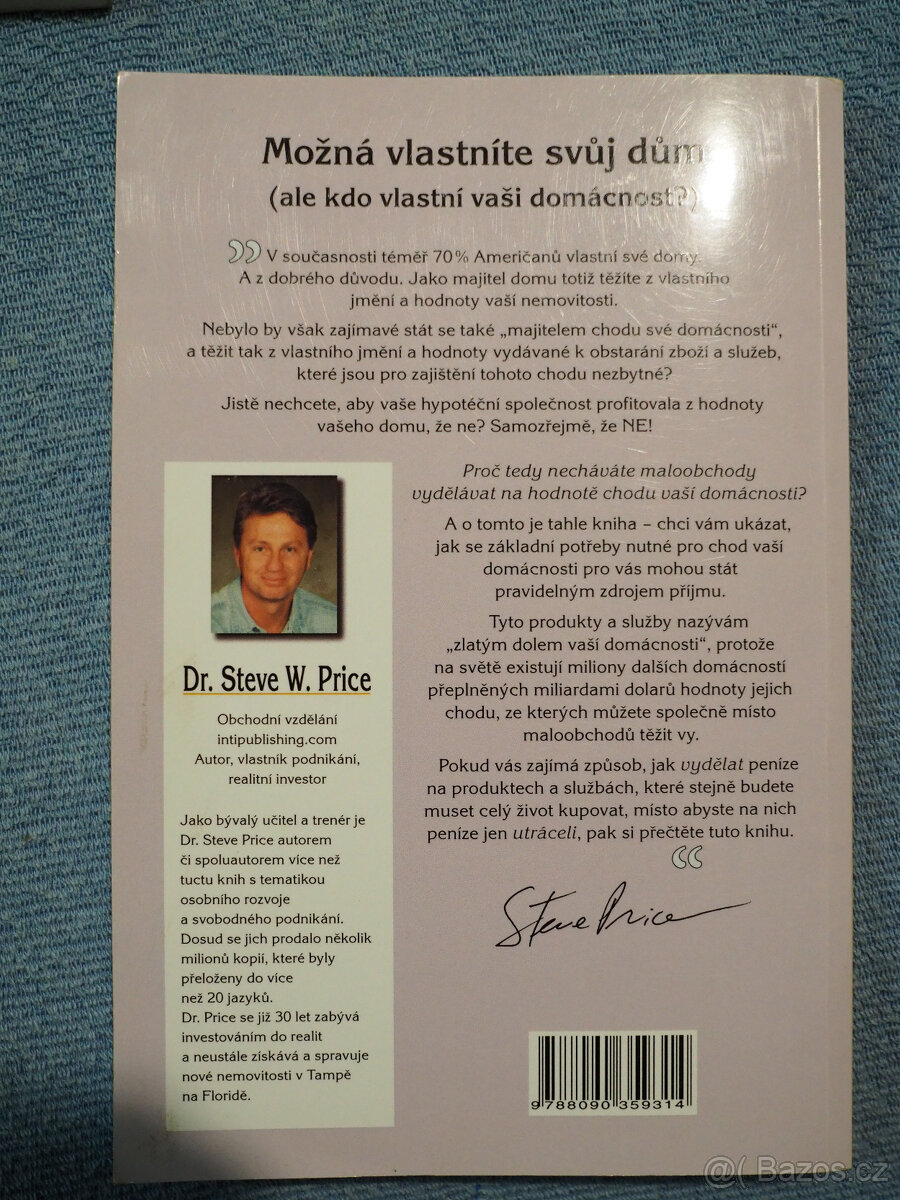 Možná vlastníte svůj dům
(ale kdo vlastní vaši domácnost?)
”V současnosti téměř 70% Američanů vlastní své domy.
A z dobrého důvodu. Jako majitel domu totiž těžíte z vlastního
jmění a hodnoty vaší nemovitosti.
Nebylo by však zajímavé stát se také „majitelem chodu své domácnosti“,
a těžit tak z vlastního jmění a hodnoty vydávané k obstarání zboží a služeb,
které jsou pro zajištění tohoto chodu nezbytné?
Jistě nechcete, aby vaše hypotéční společnost profitovala z hodnoty
vašeho domu, že ne? Samozřejmě, že NE!
Proč tedy necháváte maloobchody
vydělávat na hodnotě chodu vaší domácnosti?
A o tomto je tahle kniha – chci vám ukázat,
jak se základní potřeby nutné pro chod vaší
domácnosti pro vás mohou stát
pravidelným zdrojem příjmu.
Tyto produkty a služby nazývám
„zlatým dolem vaší domácnosti“, protože
na světě existují miliony dalších domácností
přeplněných miliardami dolarů hodnoty jejich
chodu, ze kterých můžete společně místo
maloobchodů těžit vy.
Pokud vás zajímá způsob, jak vydělat peníze
na produktech a službách, které stejně budete
muset celý život kupovat, místo abyste na nich
peníze jen utráceli, pak si přečtěte tuto knihu.
“
Steve Price
Dr. Steve W. Price
Obchodní vzdělání
intipublishing.com
Autor, vlastník podnikání,
realitní investor
Jako bývalý učitel a trenér je
Dr. Steve Price autorem
či spoluautorem více než
tuctu knih s tematikou
osobního rozvoje
a svobodného podnikání.
Dosud se jich prodalo několik
milionů kopií, které byly
přeloženy do více
než 20 jazyků.
Dr. Price se již 30 let zabývá
investováním do realit
a neustále získává a spravuje
nové nemovitosti v Tampě
na Floridě.
9 788090 359314
@( Bazos.cz